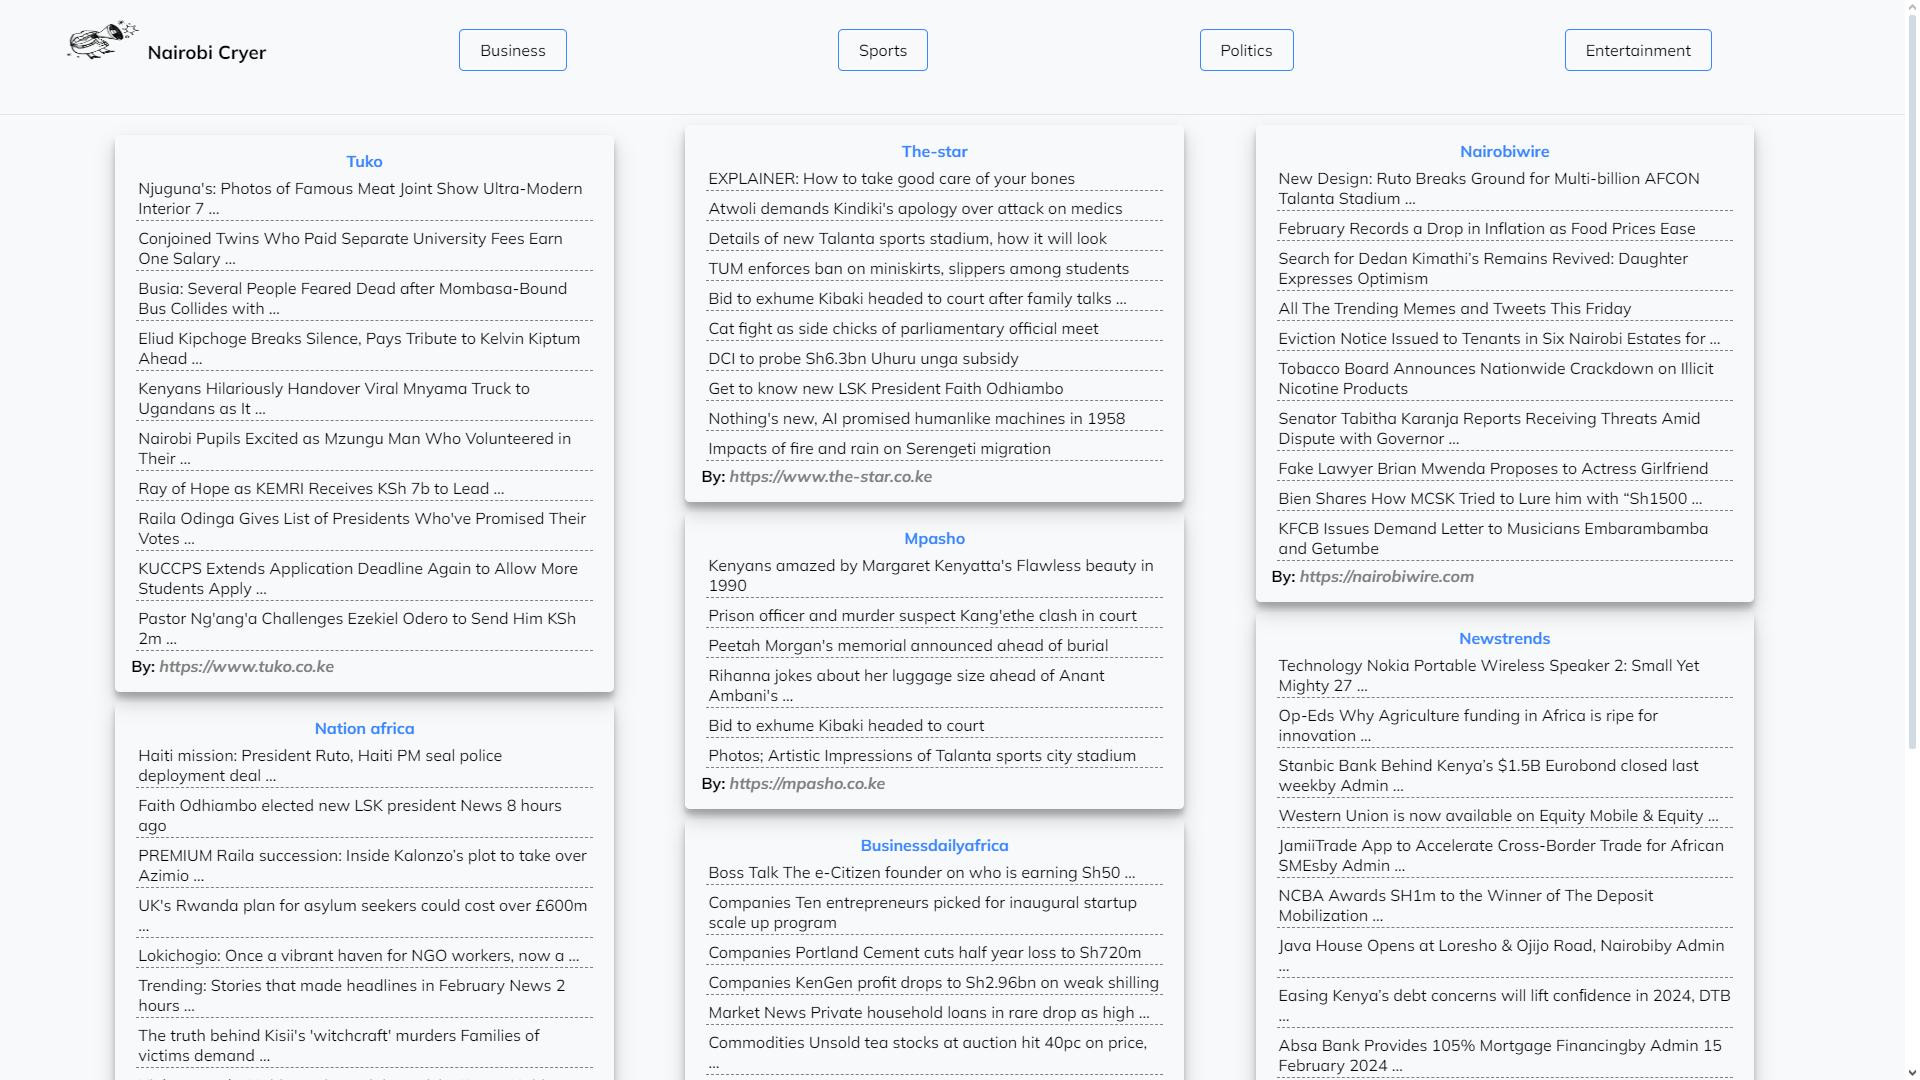 Nairobi Cryer
Business
Sports
Politics
Entertainment
Tuko
Njuguna's: Photos of Famous Meat Joint Show Ultra-Modern
Interior 7 ...
Conjoined Twins Who Paid Separate University Fees Earn
One Salary ...
Busia: Several People Feared Dead after Mombasa-Bound
Bus Collides with ...
Eliud Kipchoge Breaks Silence, Pays Tribute to Kelvin Kiptum
Ahead ...
Kenyans Hilariously Handover Viral Mnyama Truck to
Ugandans as It ...
Nairobi Pupils Excited as Mzungu Man Who Volunteered in
Their ...
Ray of Hope as KEMRI Receives KSh 7b to Lead ...
Raila Odinga Gives List of Presidents Who've Promised Their
Votes ...
KUCCPS Extends Application Deadline Again to Allow More
Students Apply ...
Pastor Ng'ang'a Challenges Ezekiel Odero to Send Him KSh
2m ...
By: https://www.tuko.co.ke
Nation africa
Haiti mission: President Ruto, Haiti PM seal police
deployment deal ...
Faith Odhiambo elected new LSK president News 8 hours
ago
PREMIUM Raila succession: Inside Kalonzo’s plot to take over
Azimio ...
UK's Rwanda plan for asylum seekers could cost over £600m
...
Lokichogio: Once a vibrant haven for NGO workers, now a ...
Trending: Stories that made headlines in February News 2
hours ...
The truth behind Kisii's 'witchcraft' murders Families of
victims demand ...
The-star
EXPLAINER: How to take good care of your bones
Atwoli demands Kindiki's apology over attack on medics
Details of new Talanta sports stadium, how it will look
TUM enforces ban on miniskirts, slippers among students
Bid to exhume Kibaki headed to court after family talks ...
Cat fight as side chicks of parliamentary official meet
DCI to probe Sh6.3bn Uhuru unga subsidy
Get to know new LSK President Faith Odhiambo
Nothing's new, AI promised humanlike machines in 1958
Impacts of fire and rain on Serengeti migration
By: https://www.the-star.co.ke
Mpasho
Kenyans amazed by Margaret Kenyatta's Flawless beauty in
1990
Prison officer and murder suspect Kang'ethe clash in court
Peetah Morgan's memorial announced ahead of burial
Rihanna jokes about her luggage size ahead of Anant
Ambani's ...
Bid to exhume Kibaki headed to court
Photos; Artistic Impressions of Talanta sports city stadium
By: https://mpasho.co.ke
Businessdailyafrica
Boss Talk The e-Citizen founder on who is earning Sh50 ...
Companies Ten entrepreneurs picked for inaugural startup
scale up program
Companies Portland Cement cuts half year loss to Sh720m
Companies KenGen profit drops to Sh2.96bn on weak shilling
Market News Private household loans in rare drop as high ...
Commodities Unsold tea stocks at auction hit 40pc on price,
...
Nairobiwire
New Design: Ruto Breaks Ground for Multi-billion AFCON
Talanta Stadium ...
February Records a Drop in Inflation as Food Prices Ease
Search for Dedan Kimathi’s Remains Revived: Daughter
Expresses Optimism
All The Trending Memes and Tweets This Friday
Eviction Notice Issued to Tenants in Six Nairobi Estates for ...
Tobacco Board Announces Nationwide Crackdown on Illicit
Nicotine Products
Senator Tabitha Karanja Reports Receiving Threats Amid
Dispute with Governor ...
Fake Lawyer Brian Mwenda Proposes to Actress Girlfriend
Bien Shares How MCSK Tried to Lure him with “Sh1500 ...
KFCB Issues Demand Letter to Musicians Embarambamba
and Getumbe
By: https://nairobiwire.com
Newstrends
Technology Nokia Portable Wireless Speaker 2: Small Yet
Mighty 27 ...
Op-Eds Why Agriculture funding in Africa is ripe for
innovation ...
Stanbic Bank Behind Kenya’s $1.5B Eurobond closed last
weekby Admin ...
Western Union is now available on Equity Mobile & Equity ...
JamiiTrade App to Accelerate Cross-Border Trade for African
SMEsby Admin ...
NCBA Awards SH1m to the Winner of The Deposit
Mobilization ...
Java House Opens at Loresho & Ojijo Road, Nairobiby Admin
...
Easing Kenya’s debt concerns will lift confidence in 2024, DTB
...
Absa Bank Provides 105% Mortgage Financingby Admin 15
February 2024 ...